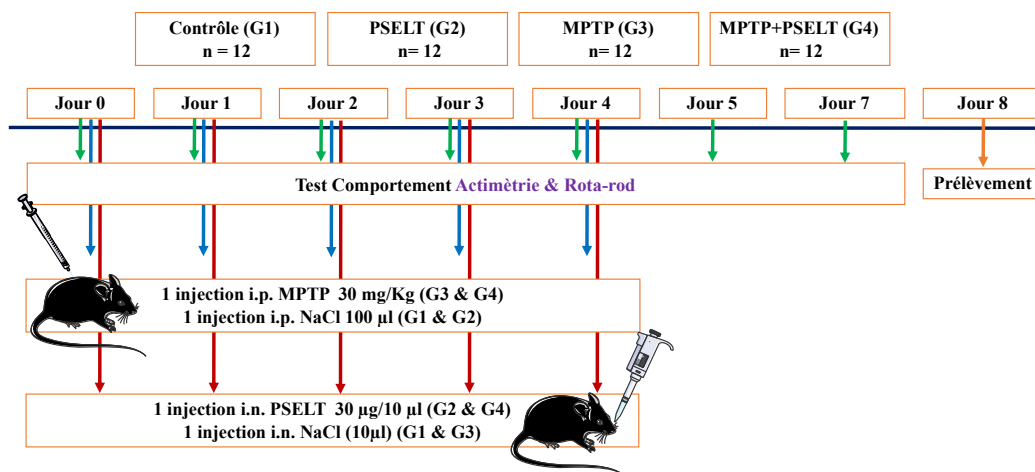 Contrôle (G1)
n = 12
PSELT (G2)
n= 12
MPTP (G3)
n= 12
MPTP+PSELT (G4)
n= 12
Jour 0
Jour 1
Jour 2
Jour 3
Jour 4
Jour 5
Jour 7
Jour 8
Test Comportement Actimètrie & Rota-rod
Prélèvement
1 injection i.p. MPTP 30 mg/Kg (G3 & G4)
1 injection i.p. NaCl 100 µl (G1 & G2)
1 injection i.n. PSELT 30 µg/10 µl (G2 & G4)
1 injection i.n. NaCl (10µl) (G1 & G3)